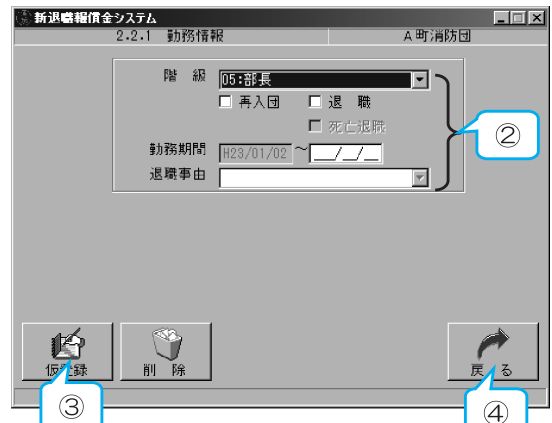 新退職報償金システム
2.2.1 勤務情報 A町消防団
階 級 05:部長
再入団 退 職
死亡退職
勤務期間 H23/01/02 ~ __/__/__
退職事由
②
仮登録 削 除 戻 る
③ ④